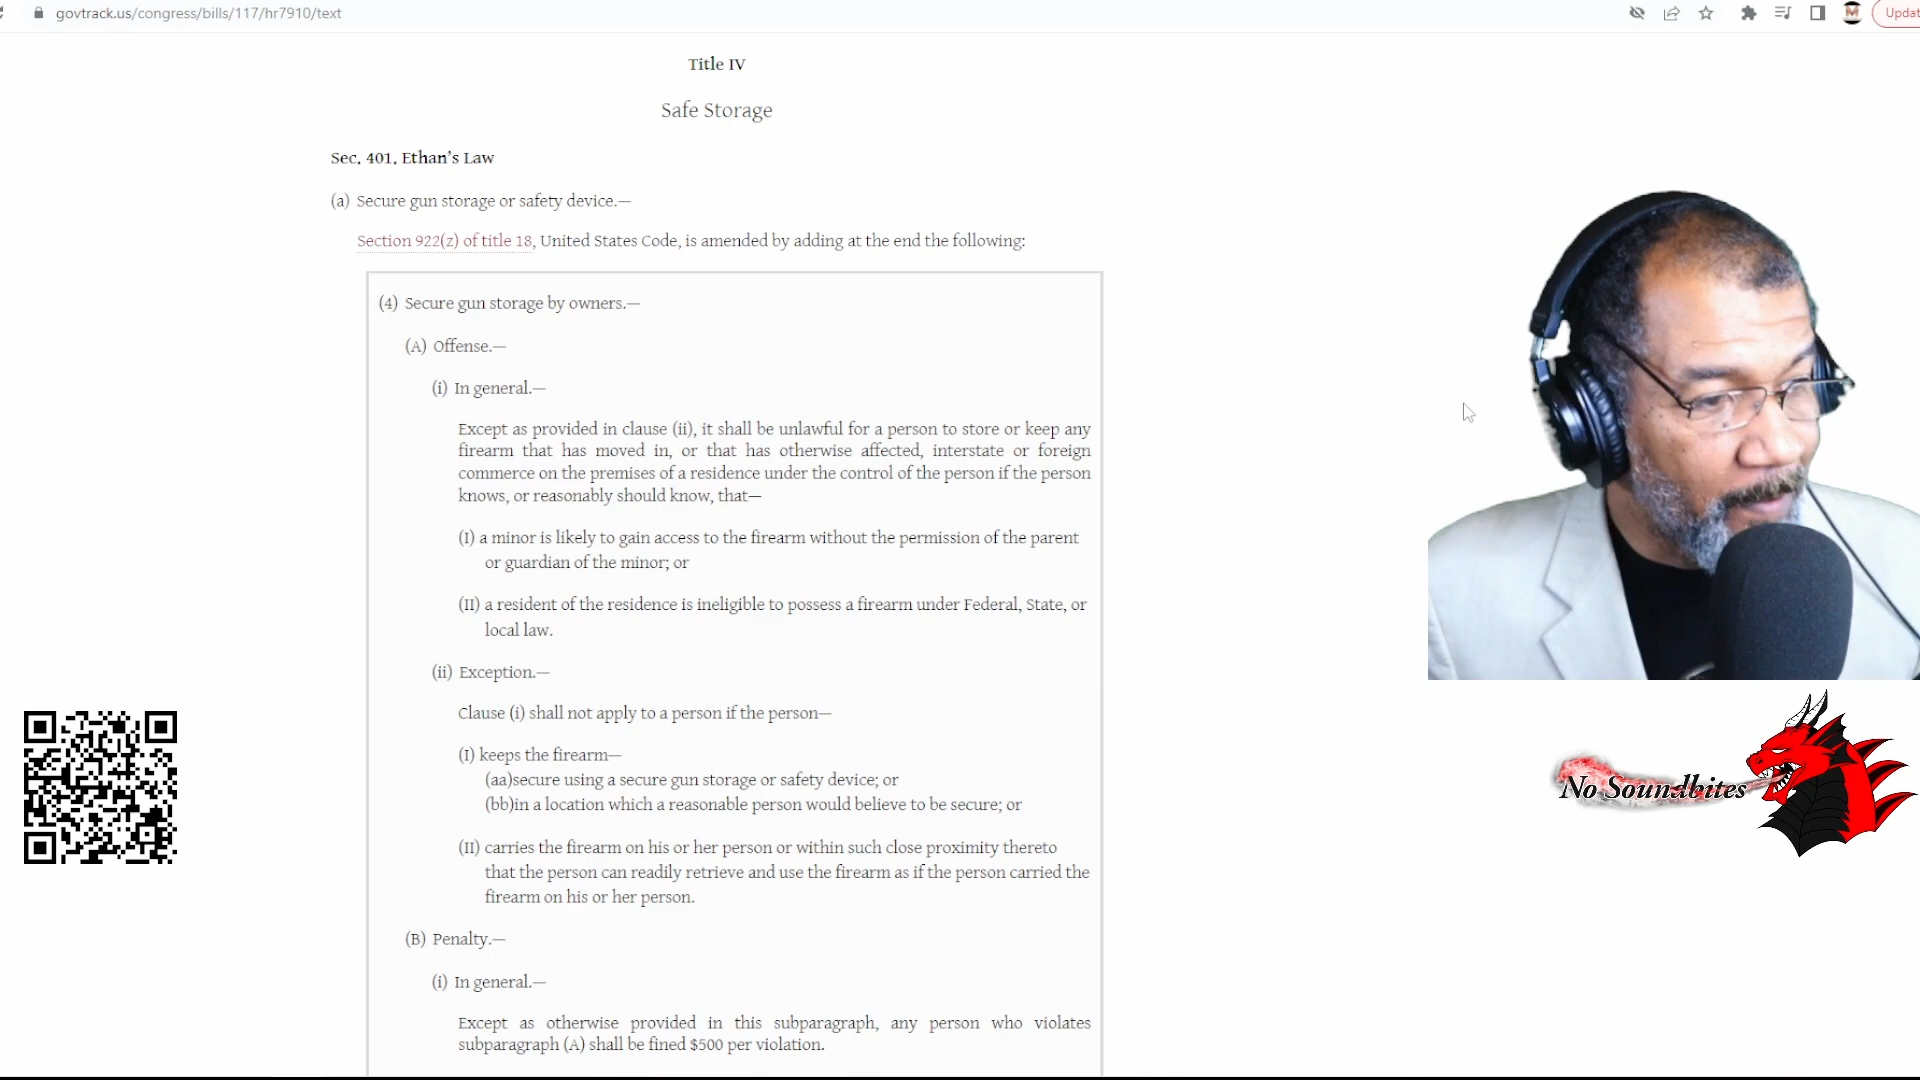 govtrack.us/congress/bills/117/hr7910/text
Updat
Title IV
Safe Storage
Sec. 401. Ethan’s Law
(a) Secure gun storage or safety device.—
Section 922(z) of title 18, United States Code, is amended by adding at the end the following:
(4) Secure gun storage by owners.—
(A) Offense.—
(i) In general.—
Except as provided in clause (ii), it shall be unlawful for a person to store or keep any
firearm that has moved in, or that has otherwise affected, interstate or foreign
commerce on the premises of a residence under the control of the person if the person
knows, or reasonably should know, that—
(I) a minor is likely to gain access to the firearm without the permission of the parent
or guardian of the minor; or
(II) a resident of the residence is ineligible to possess a firearm under Federal, State, or
local law.
(ii) Exception.—
Clause (i) shall not apply to a person if the person—
(I) keeps the firearm—
(aa)secure using a secure gun storage or safety device; or
(bb)in a location which a reasonable person would believe to be secure; or
(II) carries the firearm on his or her person or within such close proximity thereto
that the person can readily retrieve and use the firearm as if the person carried the
firearm on his or her person.
(B) Penalty.—
(i) In general.—
Except as otherwise provided in this subparagraph, any person who violates
subparagraph (A) shall be fined $500 per violation.
No Soundbites